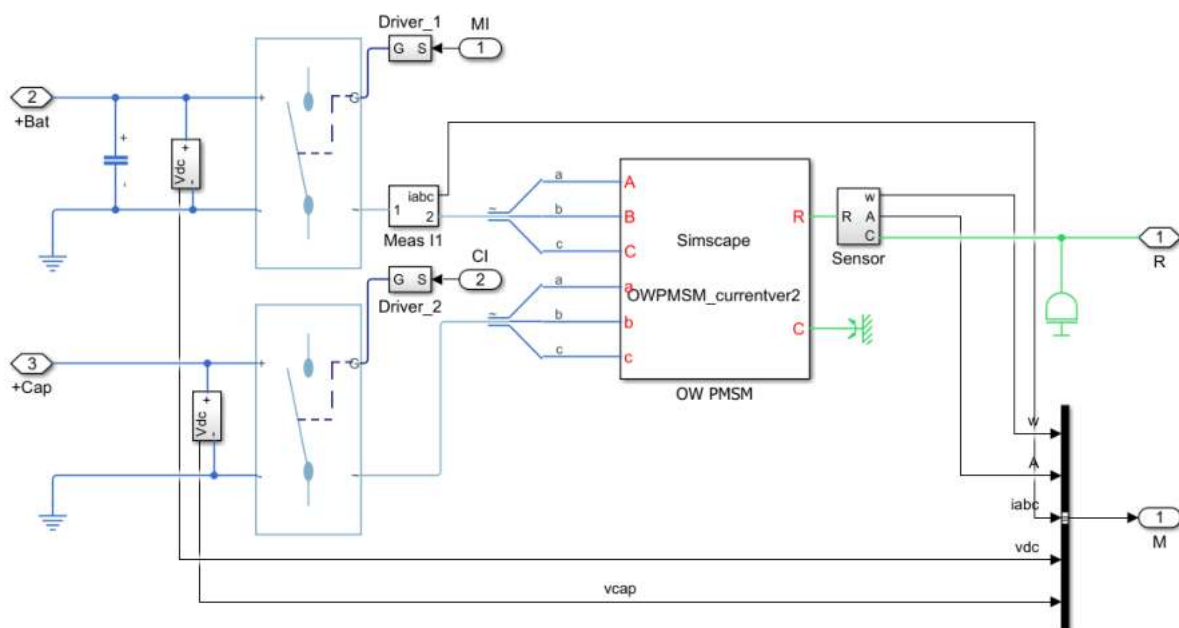 Driver_1
MI
G S
1
2
+Bat
+
G
+
-
Vdc
+
-
-
~
iabc
1
2
Meas I1
~
a
b
c
A
B
C
Simscape
R
R
w
A
C
Sensor
1
R
CI
G S
2
Driver_2
~
a
b
c
a
b
c
OWPMSM_currentver2
C
OW PMSM
3
+Cap
+
G
Vdc
+
-
-
~
w
A
iabc
vdc
vcap
1
M